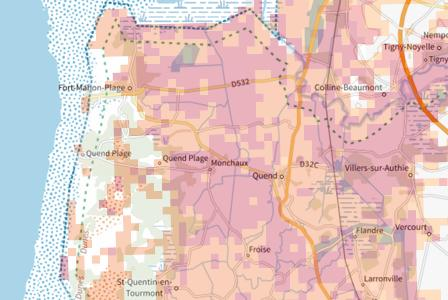 Nempo
Tigny-Noyelle
Tigny
D532
Fort-Mahon-Plage
Colline-Beaumont
Quend Plage
Quend Plage
Monchaux
D32C
Villers-sur-Authie
Quend
Vercourt
Flandre
Froise
St-Quentin-en-
Tourmont
Larronville